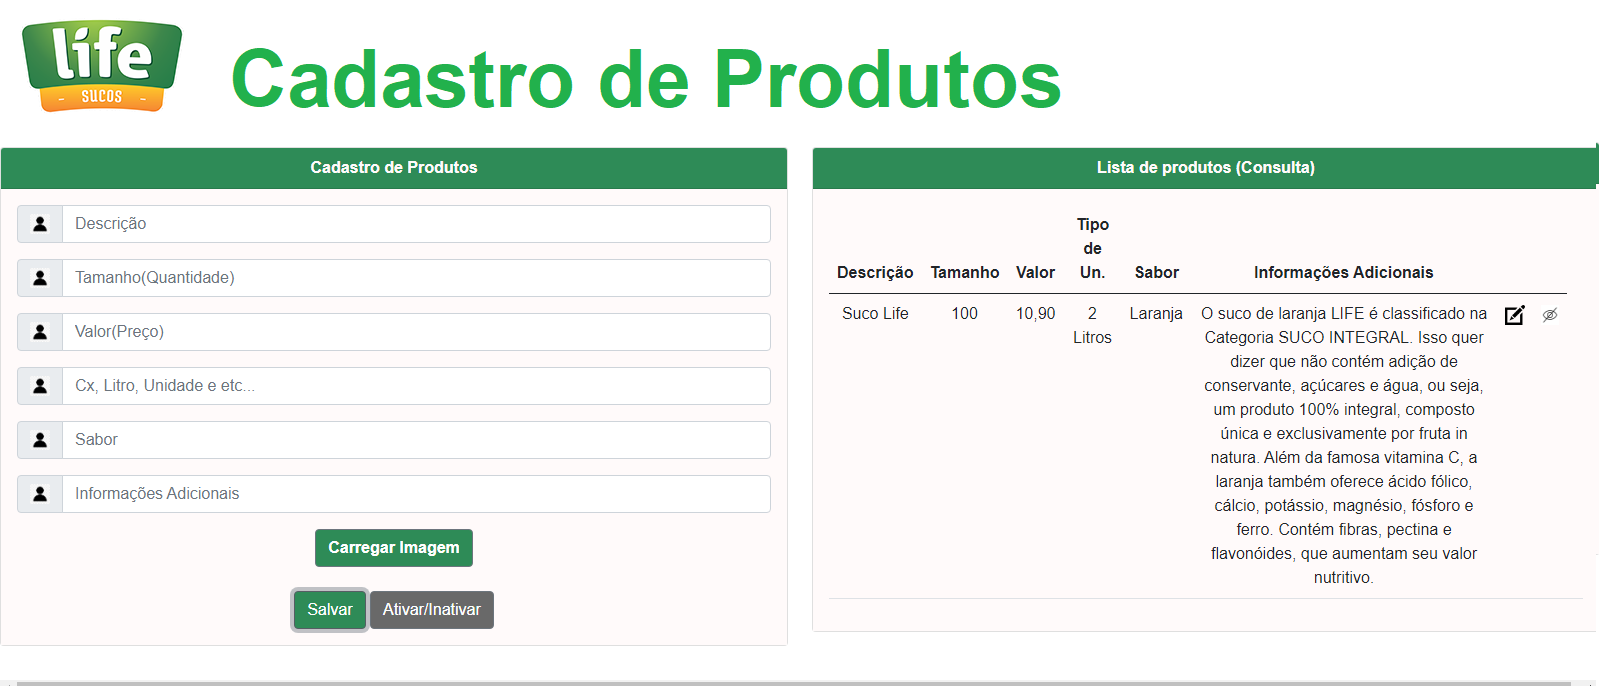 life
SUCOS
Cadastro de Produtos
Cadastro de Produtos
Descrição
Tamanho(Quantidade)
Valor(Preço)
Cx, Litro, Unidade e etc...
Sabor
Informações Adicionais
Carregar Imagem
Salvar Ativar/Inativar
Lista de produtos (Consulta)
Tipo
de
Descrição Tamanho Valor Un. Sabor Informações Adicionais
Suco Life 100 10,90 2 Laranja O suco de laranja LIFE é classificado na
Litros Categoria SUCO INTEGRAL. Isso quer
dizer que não contém adição de
conservante, açúcares e água, ou seja,
um produto 100% integral, composto
única e exclusivamente por fruta in
natura. Além da famosa vitamina C, a
laranja também oferece ácido fólico,
cálcio, potássio, magnésio, fósforo e
ferro. Contém fibras, pectina e
flavonóides, que aumentam seu valor
nutritivo.